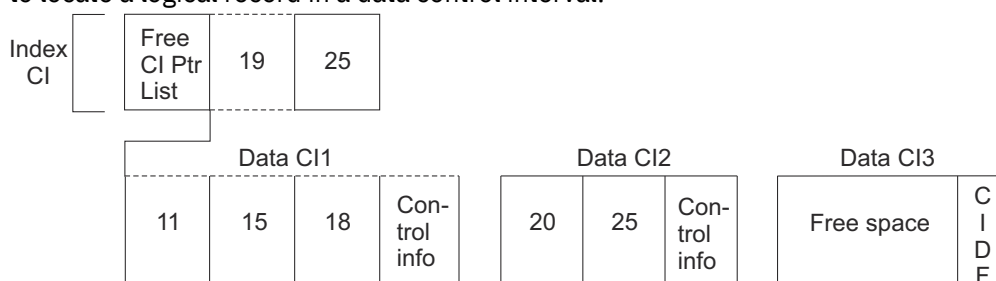 to locate a logical record in a data control interval.
Index
CI
Free
CI Ptr
List
19
25
Data CI1
Data CI2
Data CI3
11
15
18
Con-
trol
info
20
25
Con-
trol
info
Free space
C
I
D
F